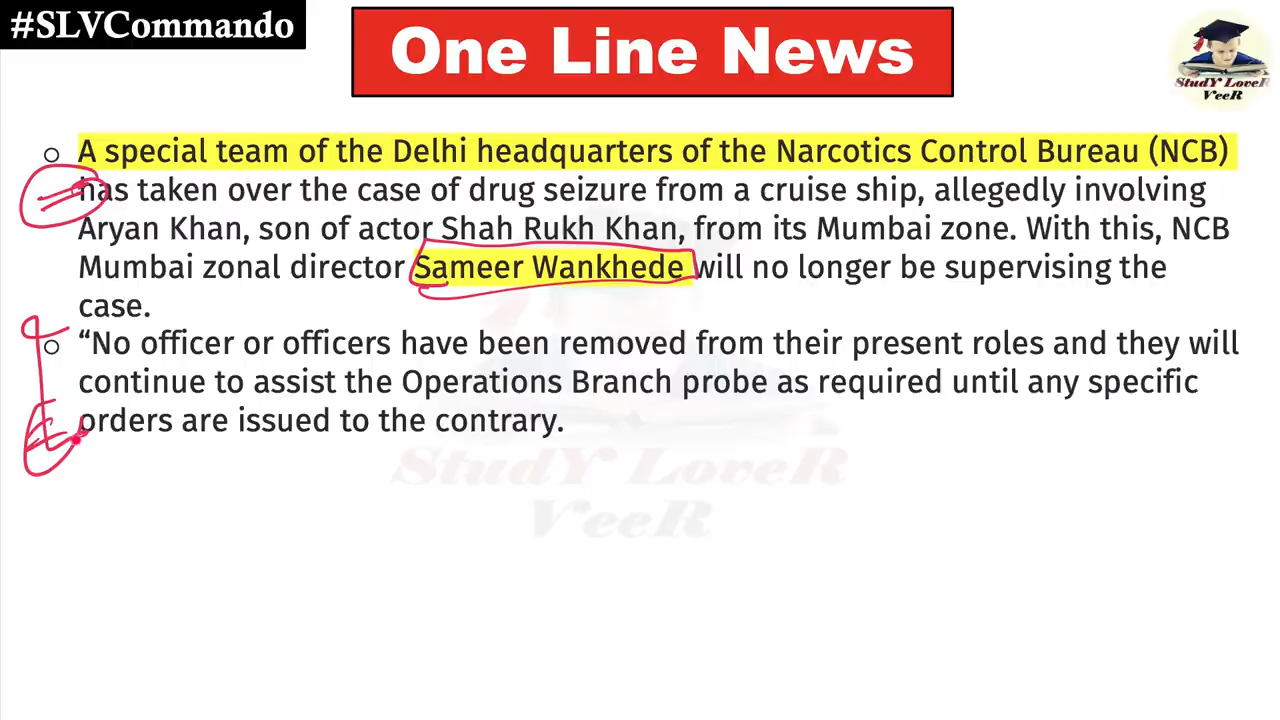 #SLVCommando
One Line News
StudY LoveR
VeeR
A special team of the Delhi headquarters of the Narcotics Control Bureau (NCB)
has taken over the case of drug seizure from a cruise ship, allegedly involving
Aryan Khan, son of actor Shah Rukh Khan, from its Mumbai zone. With this, NCB
Mumbai zonal director Sameer Wankhede will no longer be supervising the
case.
“No officer or officers have been removed from their present roles and they will
continue to assist the Operations Branch probe as required until any specific
orders are issued to the contrary.
StudY LoveR
VeeR